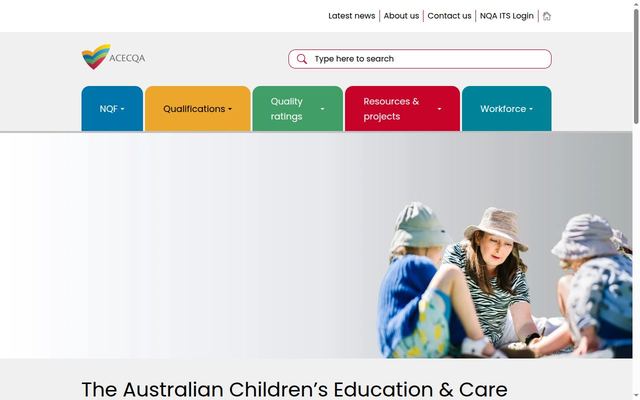 Latest news
About us
Contact us
NQA ITS Login
ACECQA
Type here to search
NQF
Qualifications
Quality ratings
Resources & projects
Workforce
The Australian Children's Education & Care